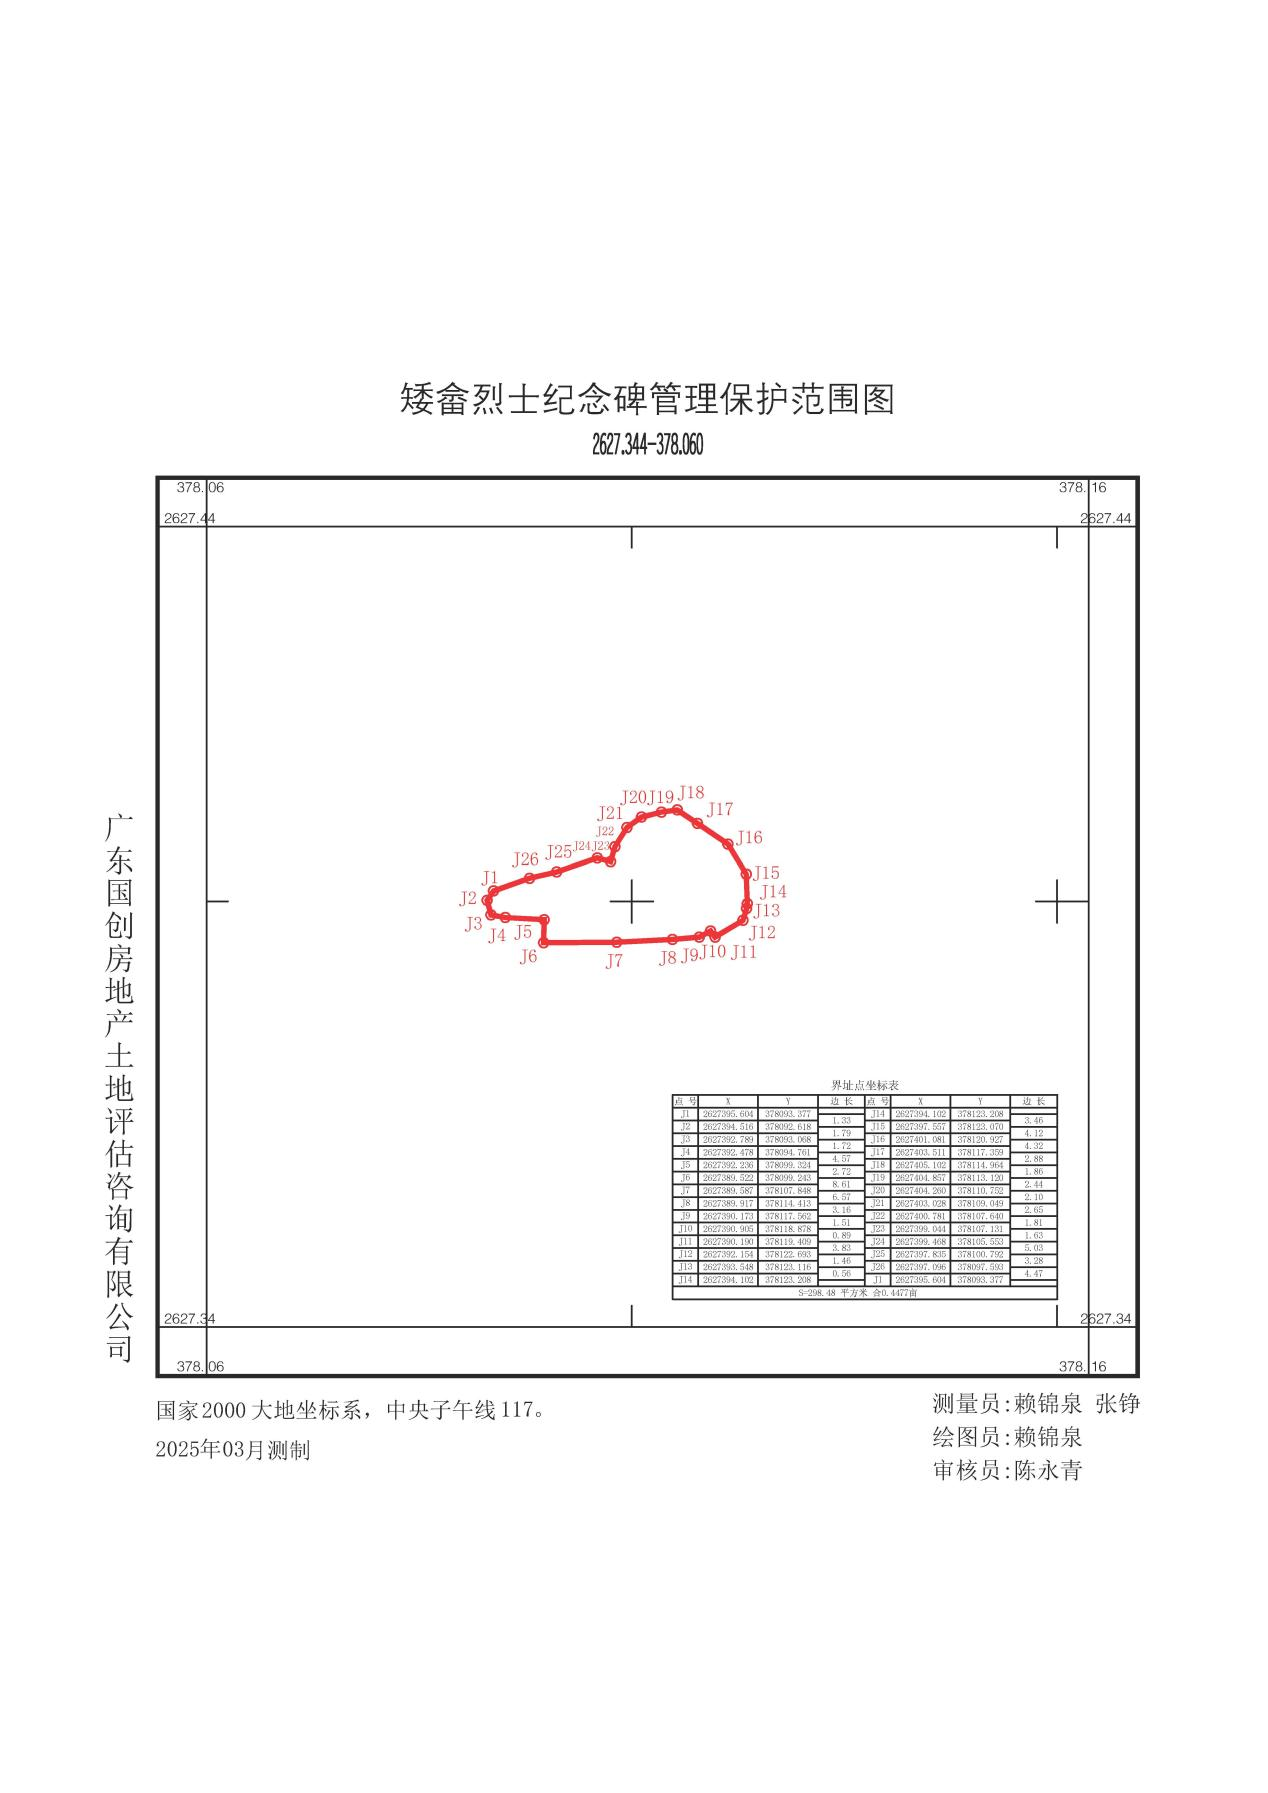 矮畲烈士纪念碑管理保护范围图
2627.344-378.060
378.06
378.16
2627.44
2627.44
J20
J19
J18
J21
J17
J22
J16
J24
J23
J25
J26
J15
J1
J14
J2
J13
J3
J12
J4
J5
J10
J11
J6
J7
J8
J9
广东国创房地产土地评估咨询有限公司
界址点坐标表
点 号 X Y 边 长 点 号 X Y 边 长
J1 2627395.604 378093.377 J14 2627394.102 378123.208
1.33 3.46
J2 2627394.516 378092.618 J15 2627397.557 378123.070
1.79 4.12
J3 2627392.789 378093.068 J16 2627401.081 378120.927
1.72 4.32
J4 2627392.478 378094.761 J17 2627403.511 378117.359
4.57 2.88
J5 2627392.236 378099.324 J18 2627405.102 378114.964
2.72 1.86
J6 2627389.522 378099.243 J19 2627404.857 378113.120
8.61 2.44
J7 2627389.587 378107.848 J20 2627404.260 378110.752
6.57 2.10
J8 2627389.917 378114.413 J21 2627403.028 378109.049
3.16 2.65
J9 2627390.173 378117.562 J22 2627400.781 378107.640
1.51 1.81
J10 2627390.905 378118.878 J23 2627399.044 378107.131
0.89 1.63
J11 2627390.190 378119.409 J24 2627399.468 378105.553
3.83 5.03
J12 2627392.154 378122.693 J25 2627397.835 378100.792
1.46 3.28
J13 2627393.548 378123.116 J26 2627397.096 378097.593
0.56 4.47
J14 2627394.102 378123.208 J1 2627395.604 378093.377
S=298.48 平方米 合0.4477亩
2627.34
2627.34
378.06
378.16
国家2000大地坐标系，中央子午线117。
2025年03月测制
测量员:赖锦泉 张铮
绘图员:赖锦泉
审核员:陈永青